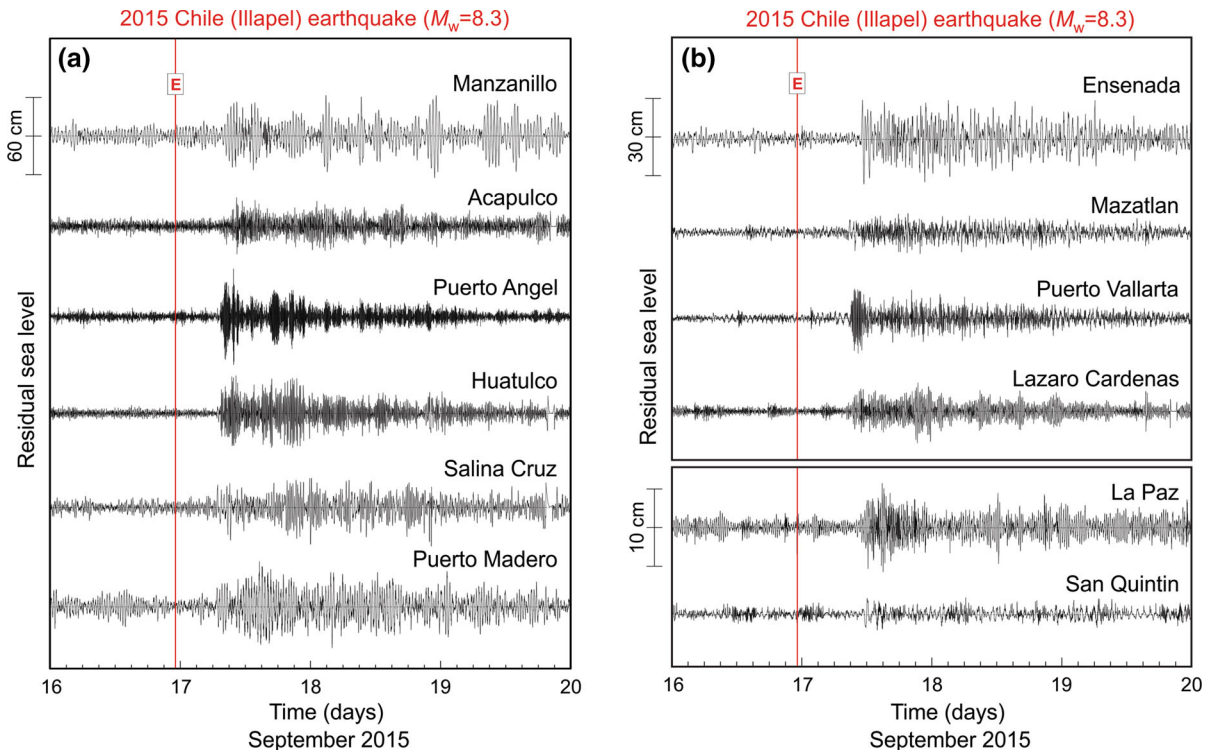 2015 Chile (Illapel) earthquake (Mw=8.3)
(a)
E
Manzanillo
60 cm
Acapulco
Puerto Angel
Huatulco
Salina Cruz
Puerto Madero
Residual sea level
16 17 18 19 20
Time (days)
September 2015
2015 Chile (Illapel) earthquake (Mw=8.3)
(b)
E
Ensenada
30 cm
Mazatlan
Puerto Vallarta
Lazaro Cardenas
Residual sea level
La Paz
10 cm
San Quintin
16 17 18 19 20
Time (days)
September 2015